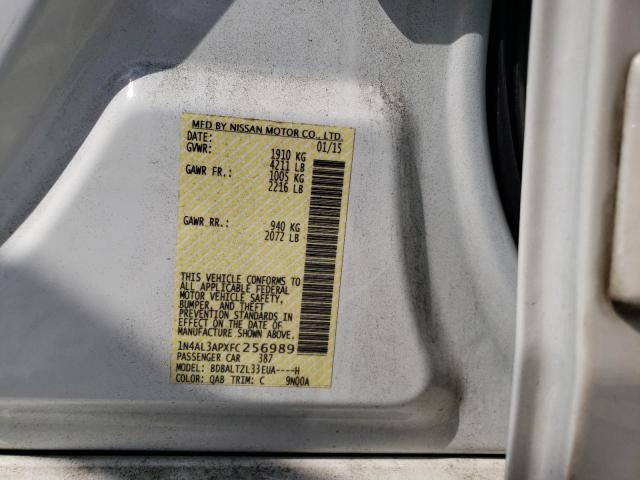 MFD BY NISSAN MOTOR CO., LTD.
DATE: 01/15
GVWR: 1910 KG
4211 LB
GAWR FR.: 1005 KG
2216 LB
GAWR RR.: 940 KG
2072 LB
THIS VEHICLE CONFORMS TO
ALL APPLICABLE FEDERAL
MOTOR VEHICLE SAFETY,
BUMPER, AND THEFT
PREVENTION STANDARDS IN
EFFECT ON THE DATE OF
MANUFACTURE SHOWN ABOVE.
1N4AL3APXFC256989
PASSENGER CAR 387
MODEL: BDBALTZL33EUA----H
COLOR: QAB TRIM: C 9N00A